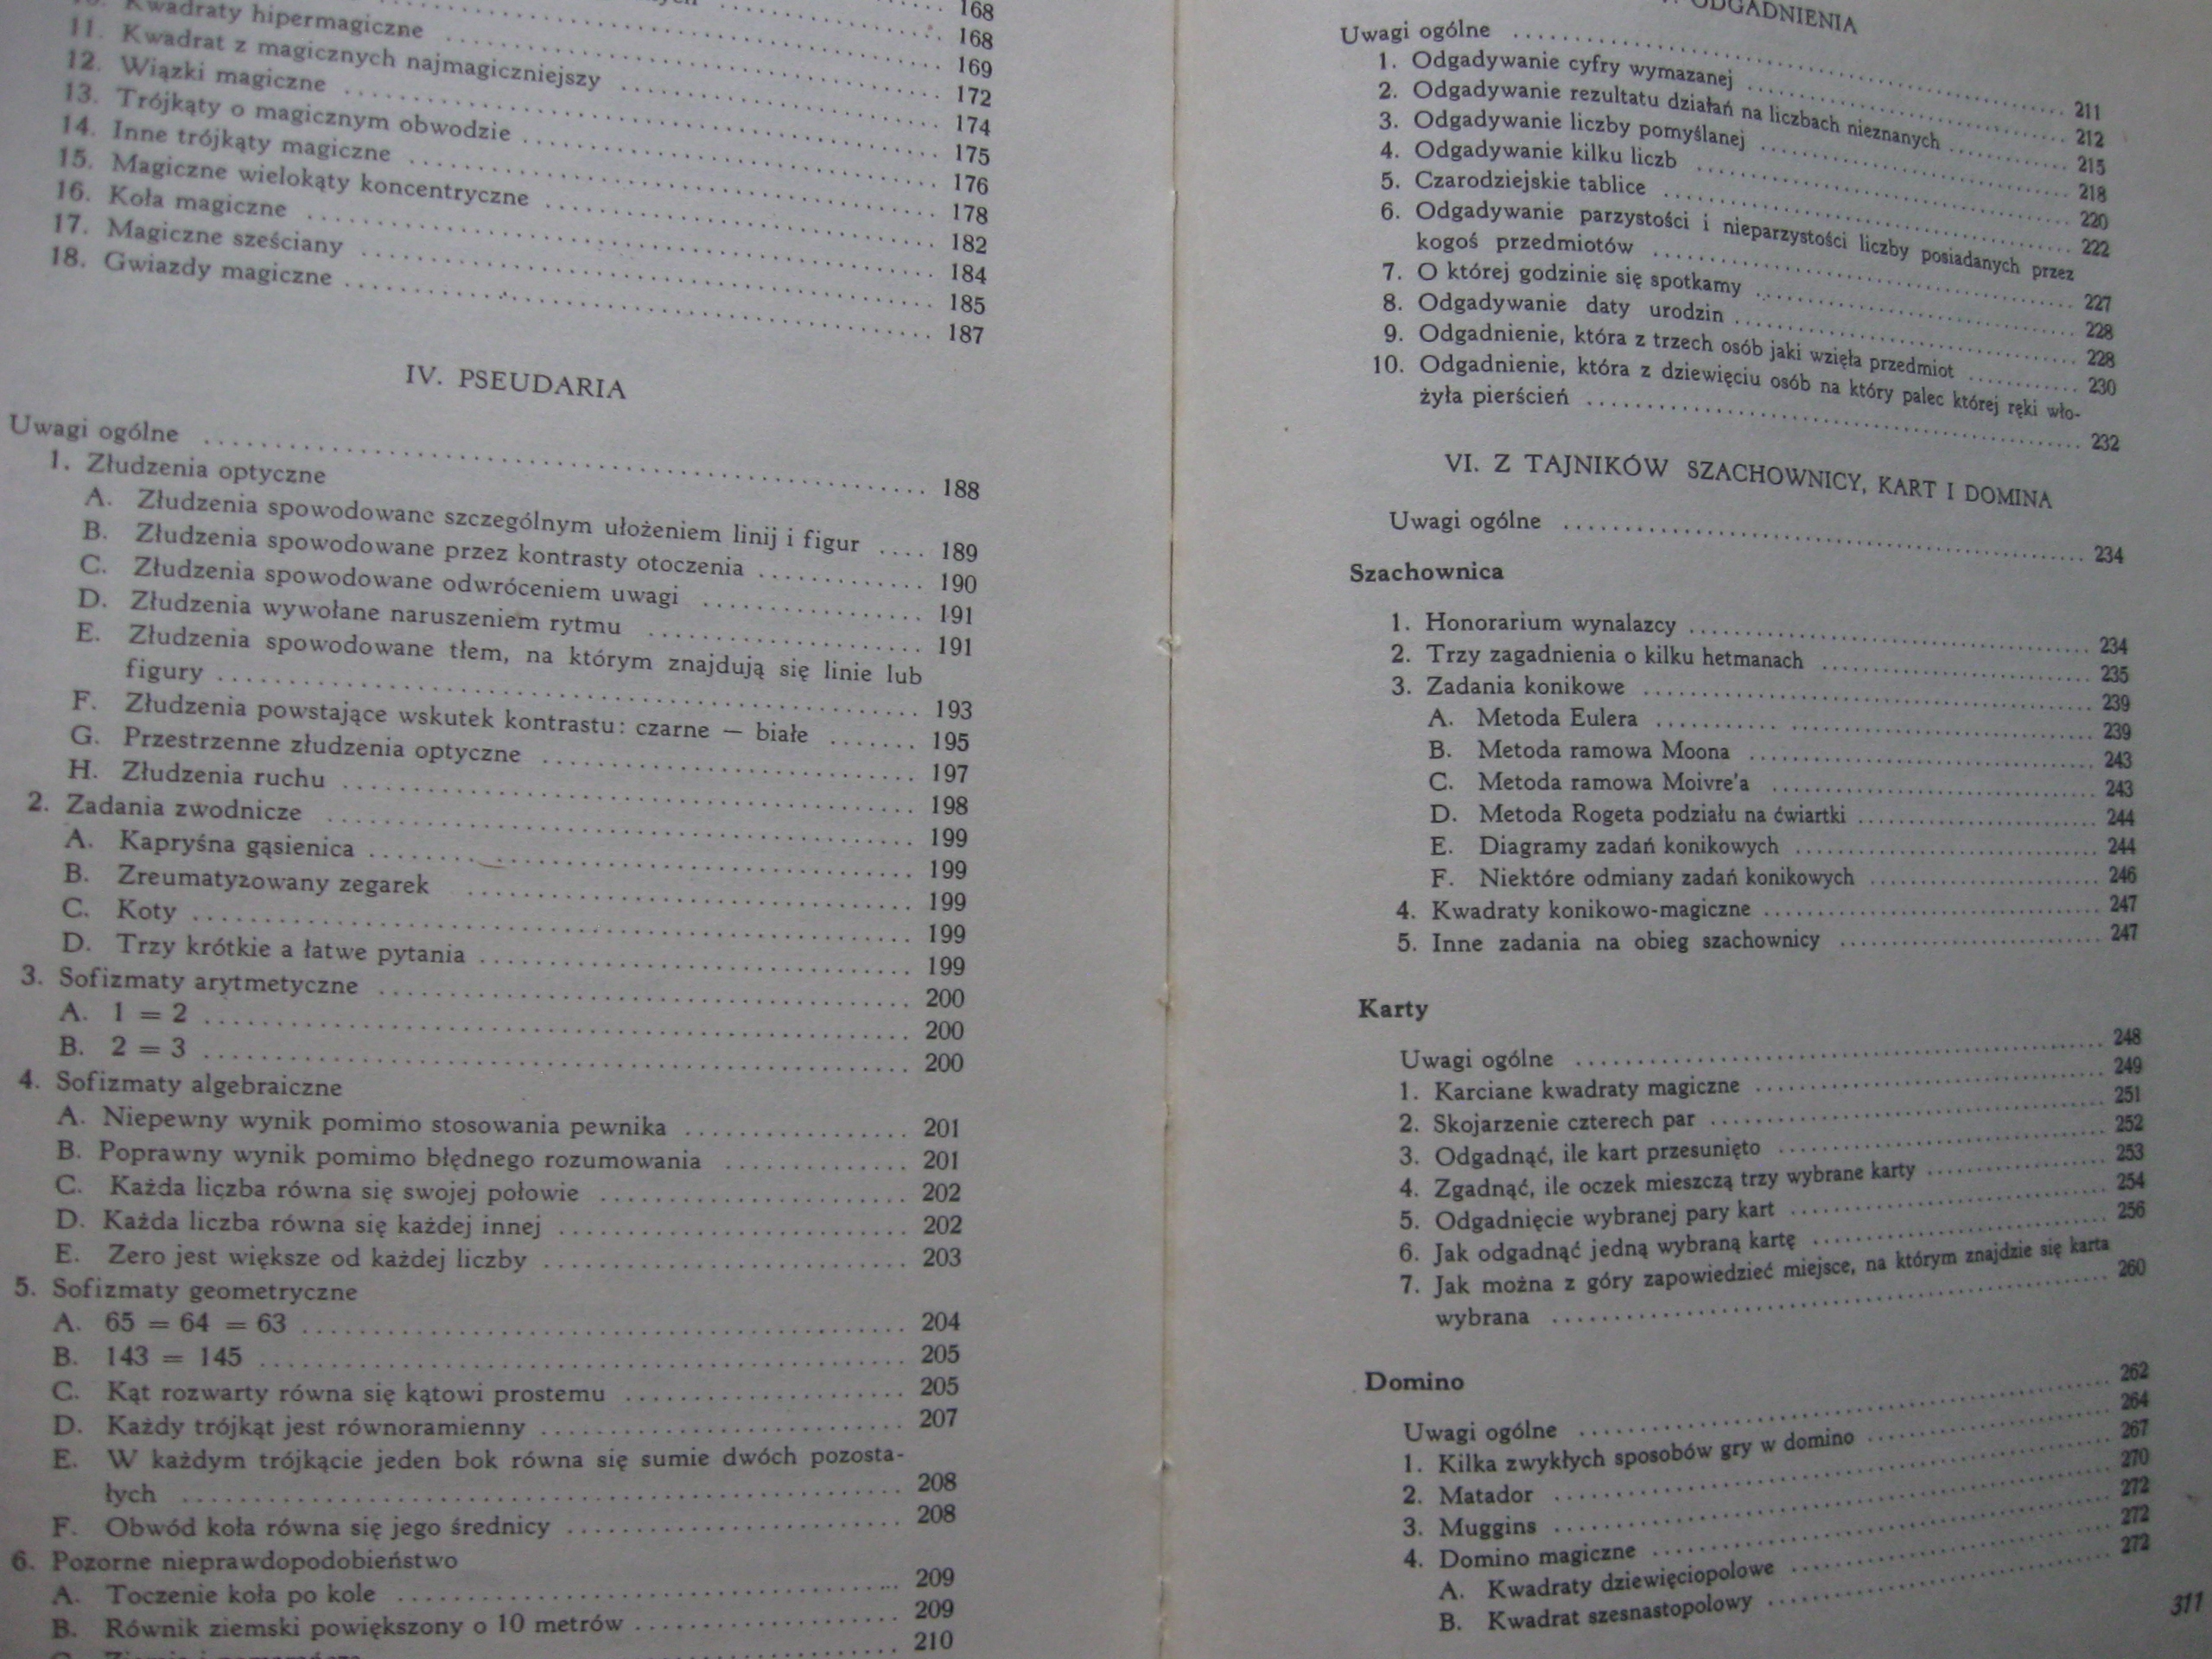 168
Kwadraty hipermagiczne ........ 168
11. Kwadrat z magicznych najmagiczniejszy ........ 169
12. Wiązki magiczne ........ 172
13. Trójkąty o magicznym obwodzie ........ 174
14. Inne trójkąty magiczne ........ 175
15. Magiczne wielokąty koncentryczne ........ 176
16. Koła magiczne ........ 178
17. Magiczne sześciany ........ 182
18. Gwiazdy magiczne ........ 184
185
187
IV. PSEUDARIA
Uwagi ogólne ........ 188
1. Złudzenia optyczne
A. Złudzenia spowodowane szczególnym ułożeniem linij i figur .... 189
B. Złudzenia spowodowane przez kontrasty otoczenia ........ 190
C. Złudzenia spowodowane odwróceniem uwagi ........ 191
D. Złudzenia wywołane naruszeniem rytmu ........ 191
E. Złudzenia spowodowane tłem, na którym znajdują się linie lub
figury ........ 193
F. Złudzenia powstające wskutek kontrastu: czarne — białe ....... 195
G. Przestrzenne złudzenia optyczne ........ 197
H. Złudzenia ruchu ........ 198
2. Zadania zwodnicze ........ 199
A. Kapryśna gąsienica ........ 199
B. Zreumatyzowany zegarek ........ 199
C. Koty ........ 199
D. Trzy krótkie a łatwe pytania ........ 199
3. Sofizmaty arytmetyczne ........ 200
A. 1 = 2 ........ 200
B. 2 = 3 ........ 200
4. Sofizmaty algebraiczne
A. Niepewny wynik pomimo stosowania pewnika ........ 201
B. Poprawny wynik pomimo błędnego rozumowania ........ 201
C. Każda liczba równa się swojej połowie ........ 202
D. Każda liczba równa się każdej innej ........ 202
E. Zero jest większe od każdej liczby ........ 203
5. Sofizmaty geometryczne
A. 65 = 64 = 63 ........ 204
B. 143 = 145 ........ 205
C. Kąt rozwarty równa się kątowi prostemu ........ 205
D. Każdy trójkąt jest równoramienny ........ 207
E. W każdym trójkącie jeden bok równa się sumie dwóch pozosta-
łych ........ 208
F. Obwód koła równa się jego średnicy ........ 208
6. Pozorne nieprawdopodobieństwo
A. Toczenie koła po kole ........ 209
B. Równik ziemski powiększony o 10 metrów ........ 209
210
ODGADNIENIA
Uwagi ogólne ........ 211
1. Odgadywanie cyfry wymazanej ........ 212
2. Odgadywanie rezultatu działań na liczbach nieznanych ........ 215
3. Odgadywanie liczby pomyślanej ........ 218
4. Odgadywanie kilku liczb ........ 220
5. Czarodziejskie tablice ........ 222
6. Odgadywanie parzystości i nieparzystości liczby posiadanych przez
kogoś przedmiotów ........ 227
7. O której godzinie się spotkamy ........ 228
8. Odgadywanie daty urodzin ........ 228
9. Odgadnienie, która z trzech osób jaki wzięła przedmiot ........ 230
10. Odgadnienie, która z dziewięciu osób na który palec której ręki wło-
żyła pierścień ........ 232
VI. Z TAJNIKÓW SZACHOWNICY, KART I DOMINA
Uwagi ogólne ........ 234
Szachownica
1. Honorarium wynalazcy ........ 234
2. Trzy zagadnienia o kilku hetmanach ........ 235
3. Zadania konikowe ........ 239
A. Metoda Eulera ........ 239
B. Metoda ramowa Moona ........ 243
C. Metoda ramowa Moivre'a ........ 243
D. Metoda Rogeta podziału na ćwiartki ........ 244
E. Diagramy zadań konikowych ........ 244
F. Niektóre odmiany zadań konikowych ........ 246
4. Kwadraty konikowo-magiczne ........ 247
5. Inne zadania na obieg szachownicy ........ 247
Karty
Uwagi ogólne ........ 248
1. Karciane kwadraty magiczne ........ 249
2. Skojarzenie czterech par ........ 251
3. Odgadnąć, ile kart przesunięto ........ 252
4. Zgadnąć, ile oczek mieszczą trzy wybrane karty ........ 253
5. Odgadnięcie wybranej pary kart ........ 254
6. Jak odgadnąć jedną wybraną kartę ........ 256
7. Jak można z góry zapowiedzieć miejsce, na którym znajdzie się karta
wybrana ........ 260
Domino
Uwagi ogólne ........ 262
1. Kilka zwykłych sposobów gry w domino ........ 264
2. Matador ........ 267
3. Muggins ........ 270
4. Domino magiczne ........ 272
A. Kwadraty dziewięciopolowe ........ 272
B. Kwadrat szesnastopolowy ........ 272
311